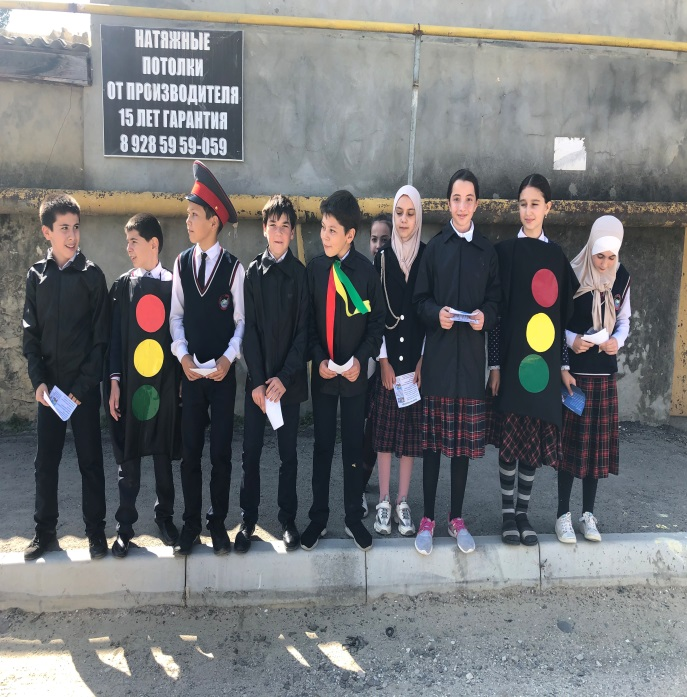 НАТЯЖНЫЕ
ПОТОЛКИ
ОТ ПРОИЗВОДИТЕЛЯ
15 ЛЕТ ГАРАНТИЯ
8 928 59 59-059